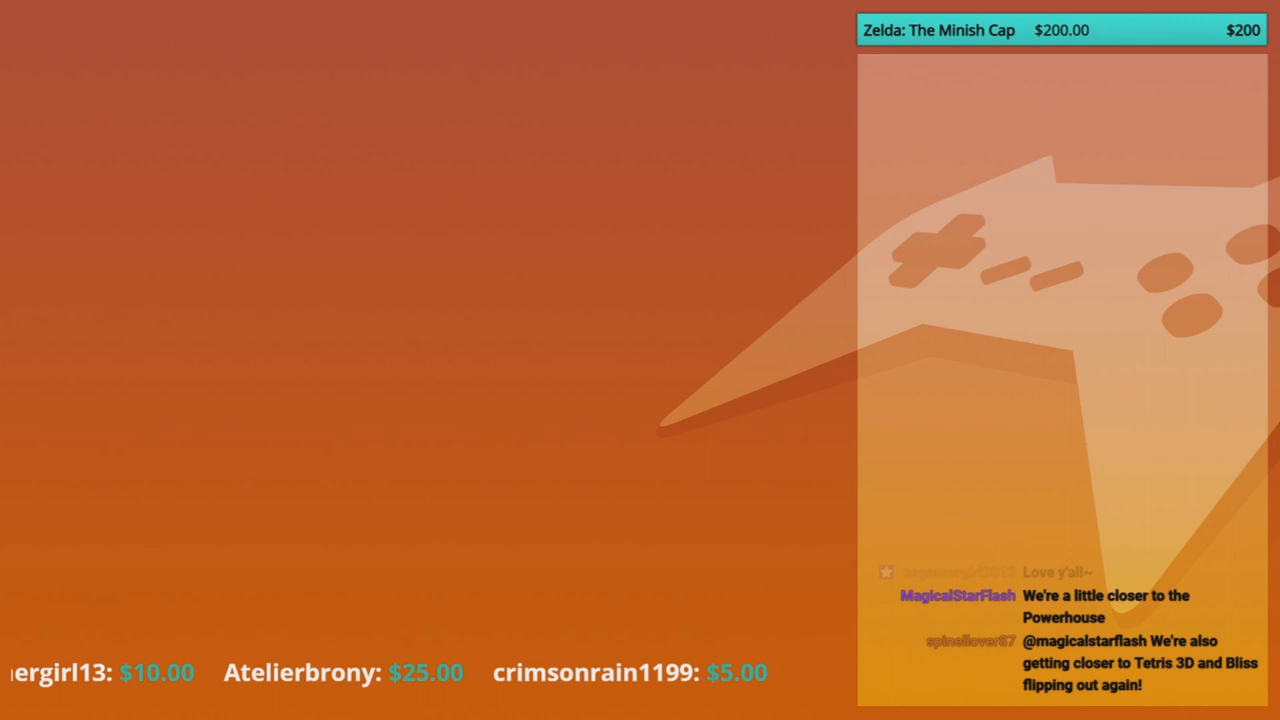 Zelda: The Minish Cap $200.00 $200
Love y'all~
MagicalStarFlash We're a little closer to the
Powerhouse
spinellover87 @magicalstarflash We're also
getting closer to Tetris 3D and Bliss
flipping out again!
ergirl13: $10.00 Atelierbrony: $25.00 crimsonrain1199: $5.00